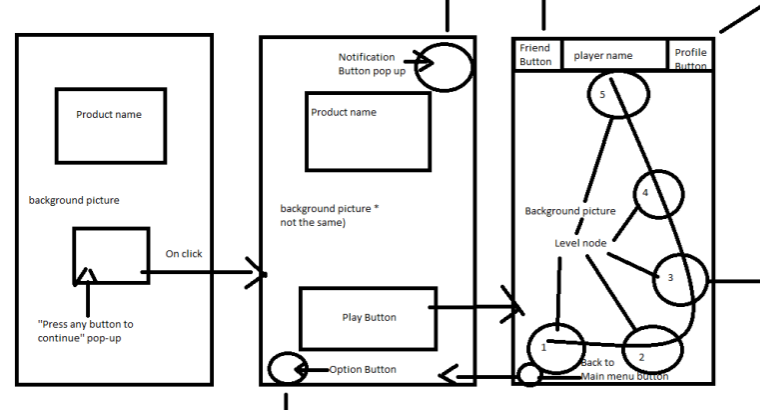 Product name
background picture
On click
"Press any button to
continue" pop-up
Notification
Button pop up
Product name
background picture *
not the same)
Play Button
Option Button
Friend
Button
player name
Profile
Button
5
4
Background picture
Level node
3
1
2
Back to
Main menu button